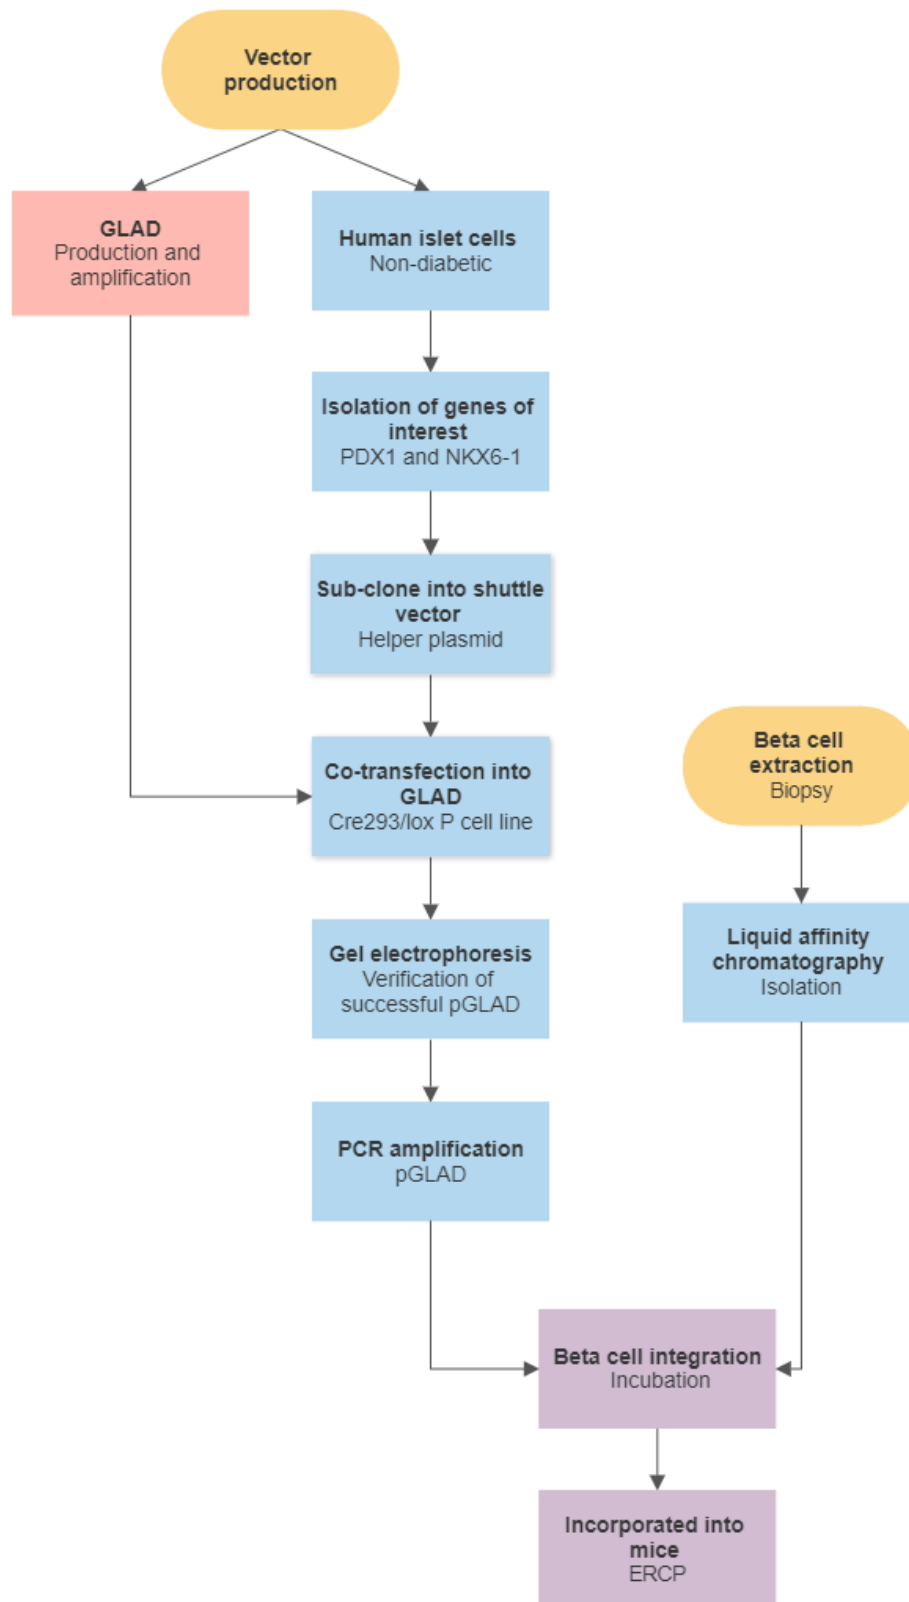 Vector
production
GLAD
Production and
amplification
Human islet cells
Non-diabetic
Isolation of genes of
interest
PDX1 and NKX6-1
Sub-clone into shuttle
vector
Helper plasmid
Co-transfection into
GLAD
Cre293/lox P cell line
Gel electrophoresis
Verification of
successful pGLAD
PCR amplification
pGLAD
Beta cell
extraction
Biopsy
Liquid affinity
chromatography
Isolation
Beta cell integration
Incubation
Incorporated into
mice
ERCP